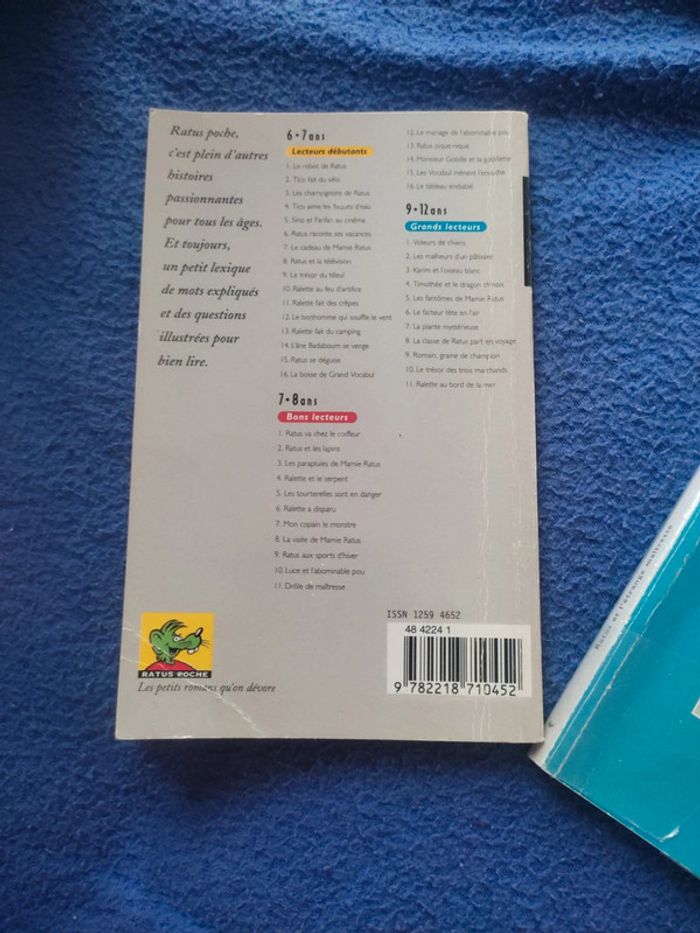 Ratus poche,
c'est plein d'autres
histoires
passionnantes
pour tous les âges.
Et toujours,
un petit lexique
de mots expliqués
et des questions
illustrées pour
bien lire.
6•7ans
Lecteurs débutants
1. Le robot de Ratus
2. Tico fait du vélo
3. Les champignons de Ratus
4. Tico aime les flaques d'eau
5. Sino et Fanfan au cinéma
6. Ratus raconte ses vacances
7. Le cadeau de Mamie Ratus
8. Ratus et la télévision
9. Le trésor du tilleul
10. Ralette au feu d'artifice
11. Ralette fait des crêpes
12. Le bonhomme qui souffle le vent
13. Ralette fait du camping
14. L'âne Badaboum se venge
15. Ratus se déguise
16. La bosse de Grand Vocabul
7•8ans
Bons lecteurs
1. Ratus va chez le coiffeur
2. Ratus et les lapins
3. Les parapluies de Mamie Ratus
4. Ralette et le serpent
5. Les tourterelles sont en danger
6. Ralette a disparu
7. Mon copain le monstre
8. La visite de Mamie Ratus
9. Ratus aux sports d'hiver
10. Luce et l'abominable pou
11. Drôle de maîtresse
12. Le mariage de l'abominable pou
13. Ratus pique-nique
14. Monsieur Gobille et la gouttelette
15. Les Vocabul mènent l'enquête
16. Le tableau endiablé
9•12ans
Grands lecteurs
1. Voleurs de chiens
2. Les malheurs d'un pâtissier
3. Karim et l'oiseau blanc
4. Timothée et le dragon chinois
5. Les fantômes de Mamie Ratus
6. Le facteur tête en l'air
7. La plante mystérieuse
8. La classe de Ratus part en voyage
9. Romain, graine de champion
10. Le trésor des trois marchands
11. Ralette au bord de la mer
RATUS POCHE
Les petits romans qu'on dévore
ISSN 1259 4652
48 4224 1
9 782218 710452
Ratus et l'étrange maîtresse